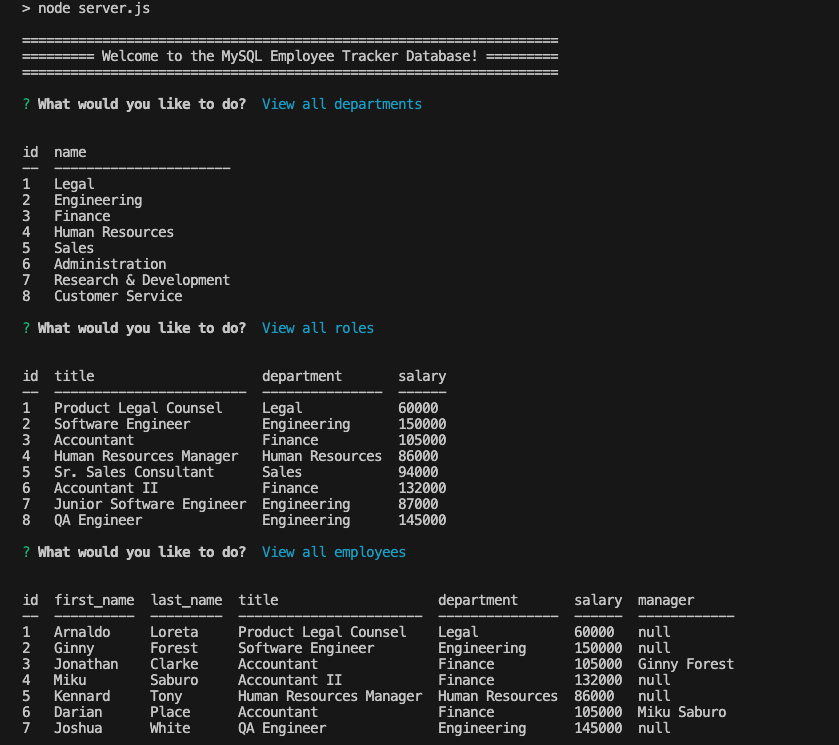 > node server.js
===================================================================
========= Welcome to the MySQL Employee Tracker Database! =========
===================================================================
? What would you like to do?  View all departments
id  name
--  ----------------------
1   Legal
2   Engineering
3   Finance
4   Human Resources
5   Sales
6   Administration
7   Research & Development
8   Customer Service
? What would you like to do?  View all roles
id  title                     department       salary
--  ------------------------  ---------------  ------
1   Product Legal Counsel     Legal            60000
2   Software Engineer         Engineering      150000
3   Accountant                Finance          105000
4   Human Resources Manager   Human Resources  86000
5   Sr. Sales Consultant      Sales            94000
6   Accountant II             Finance          132000
7   Junior Software Engineer  Engineering      87000
8   QA Engineer               Engineering      145000
? What would you like to do?  View all employees
id  first_name  last_name  title                    department       salary  manager
--  ----------  ---------  -----------------------  ---------------  ------  ------------
1   Arnaldo     Loreta     Product Legal Counsel    Legal            60000   null
2   Ginny       Forest     Software Engineer        Engineering      150000  null
3   Jonathan    Clarke     Accountant               Finance          105000  Ginny Forest
4   Miku        Saburo     Accountant II            Finance          132000  null
5   Kennard     Tony       Human Resources Manager  Human Resources  86000   null
6   Darian      Place      Accountant               Finance          105000  Miku Saburo
7   Joshua      White      QA Engineer              Engineering      145000  null